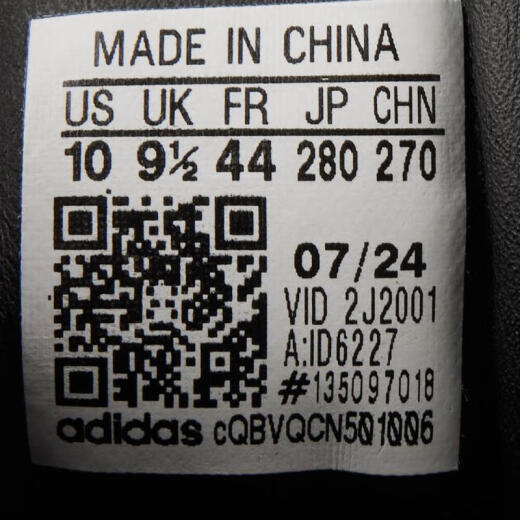 MADE IN CHINA
US UK FR JP CHN
10 9½ 44 280 270
07/24
VID 2J2001
A:ID6227
#135097018
adidas cQBVQCN501006